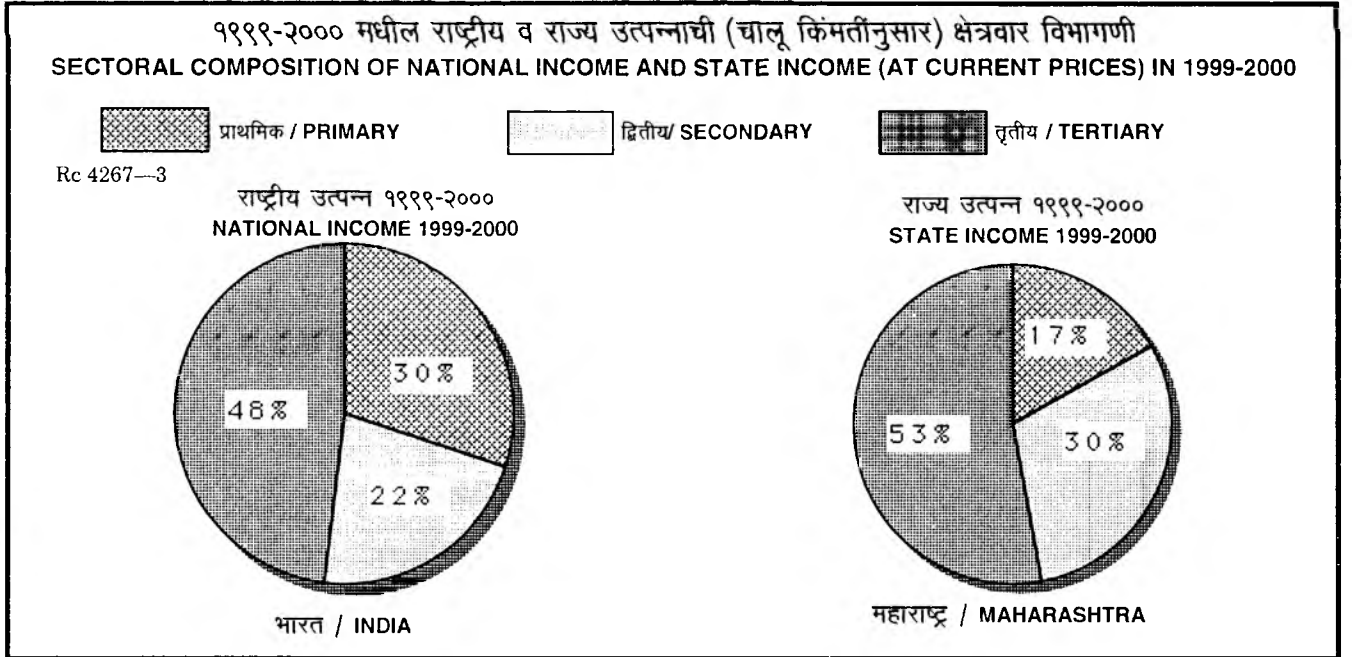 १९९९-२००० मधील राष्ट्रीय व राज्य उत्पन्नाची (चालू किंमतींनुसार) क्षेत्रवार विभागणी
SECTORAL COMPOSITION OF NATIONAL INCOME AND STATE INCOME (AT CURRENT PRICES) IN 1999-2000
प्राथमिक / PRIMARY
द्वितीय/ SECONDARY
तृतीय / TERTIARY
Rc 4267—3
राष्ट्रीय उत्पन्न १९९९-२०००
NATIONAL INCOME 1999-2000
30%
48%
22%
भारत / INDIA
राज्य उत्पन्न १९९९-२०००
STATE INCOME 1999-2000
17%
53%
30%
महाराष्ट्र / MAHARASHTRA